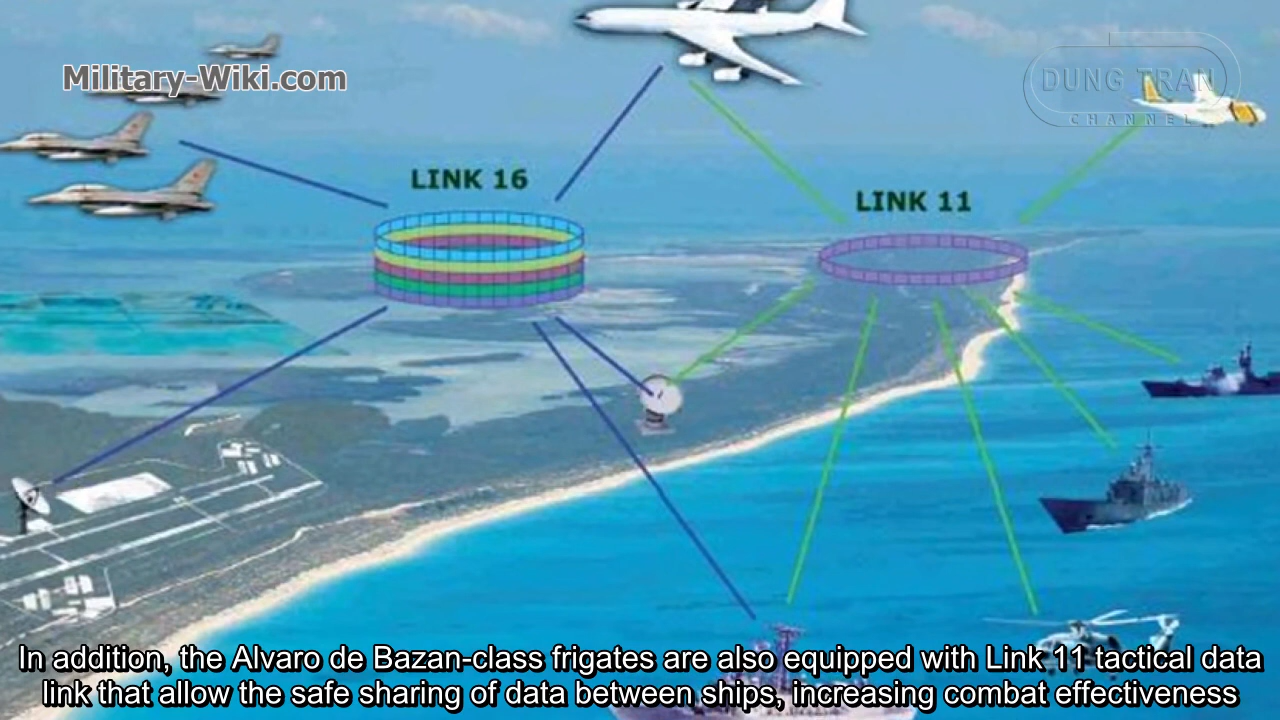 Military-Wiki.com
DUNG TRAN
CHANNEL
LINK 16
LINK 11
In addition, the Alvaro de Bazan-class frigates are also equipped with Link 11 tactical data
link that allow the safe sharing of data between ships, increasing combat effectiveness